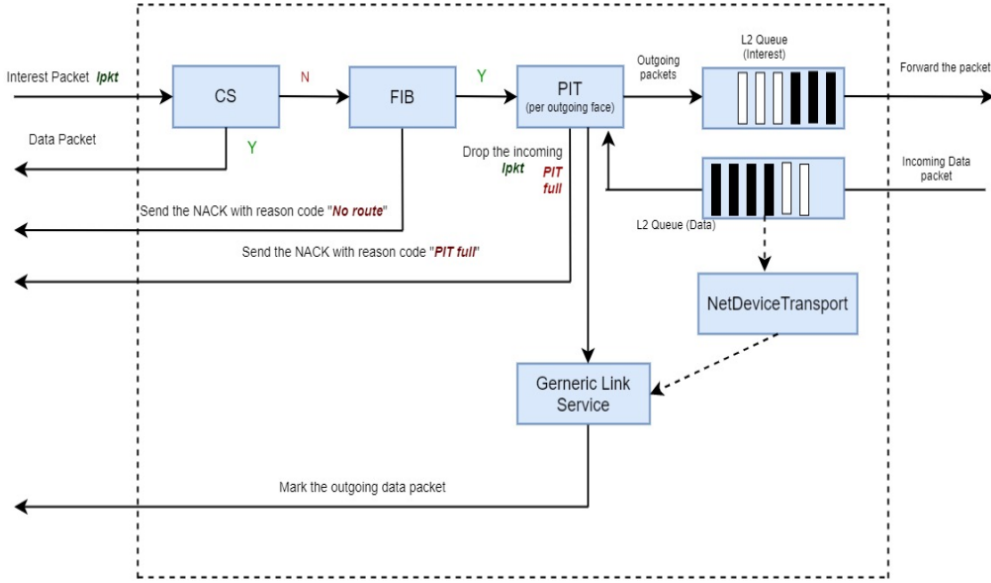 L2 Queue
(Interest)
Interest Packet Ipkt
N
Y
Outgoing
packets
Forward the packet
CS
FIB
PIT
(per outgoing face)
Data Packet
Y
Drop the incoming
Ipkt PIT
full
Incoming Data
packet
Send the NACK with reason code "No route"
L2 Queue (Data)
Send the NACK with reason code "PIT full"
NetDeviceTransport
Gerneric Link
Service
Mark the outgoing data packet